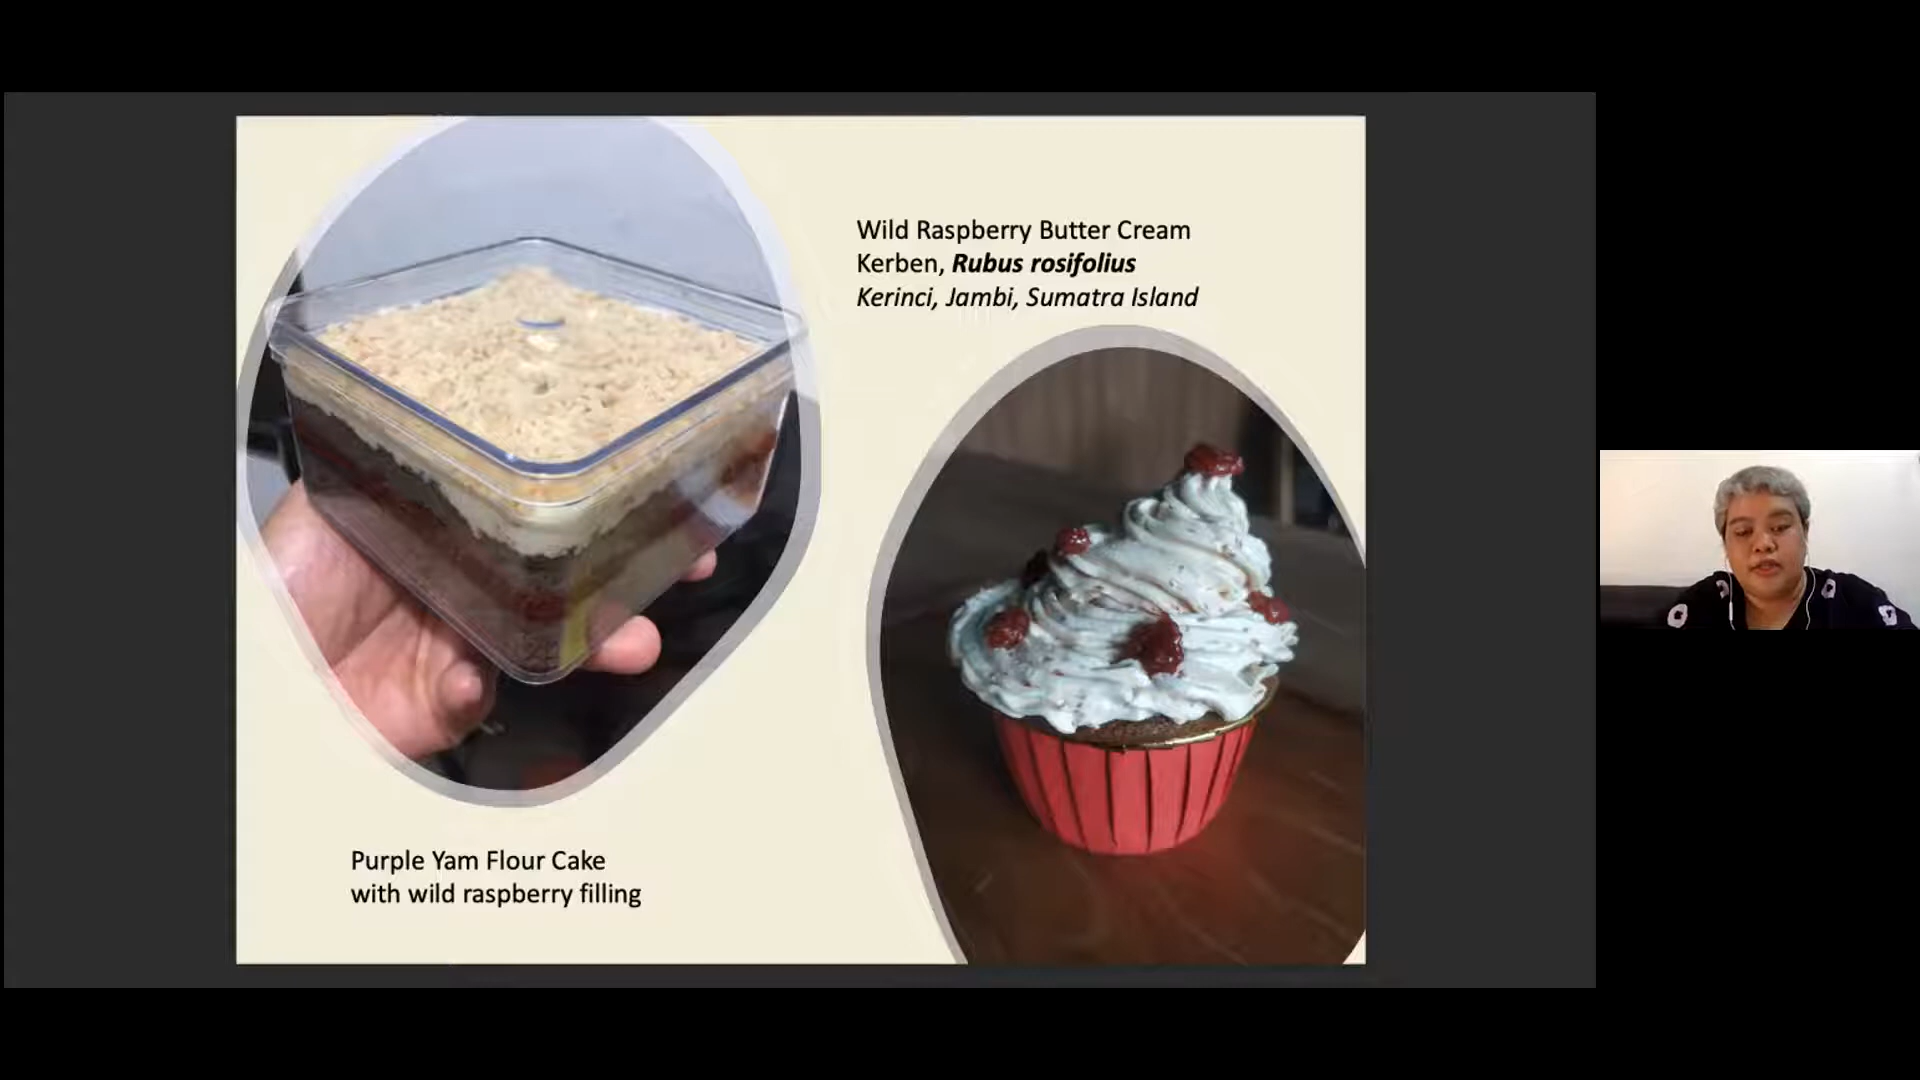 Wild Raspberry Butter Cream
Kerben, Rubus rosifolius
Kerinci, Jambi, Sumatra Island
Purple Yam Flour Cake
with wild raspberry filling